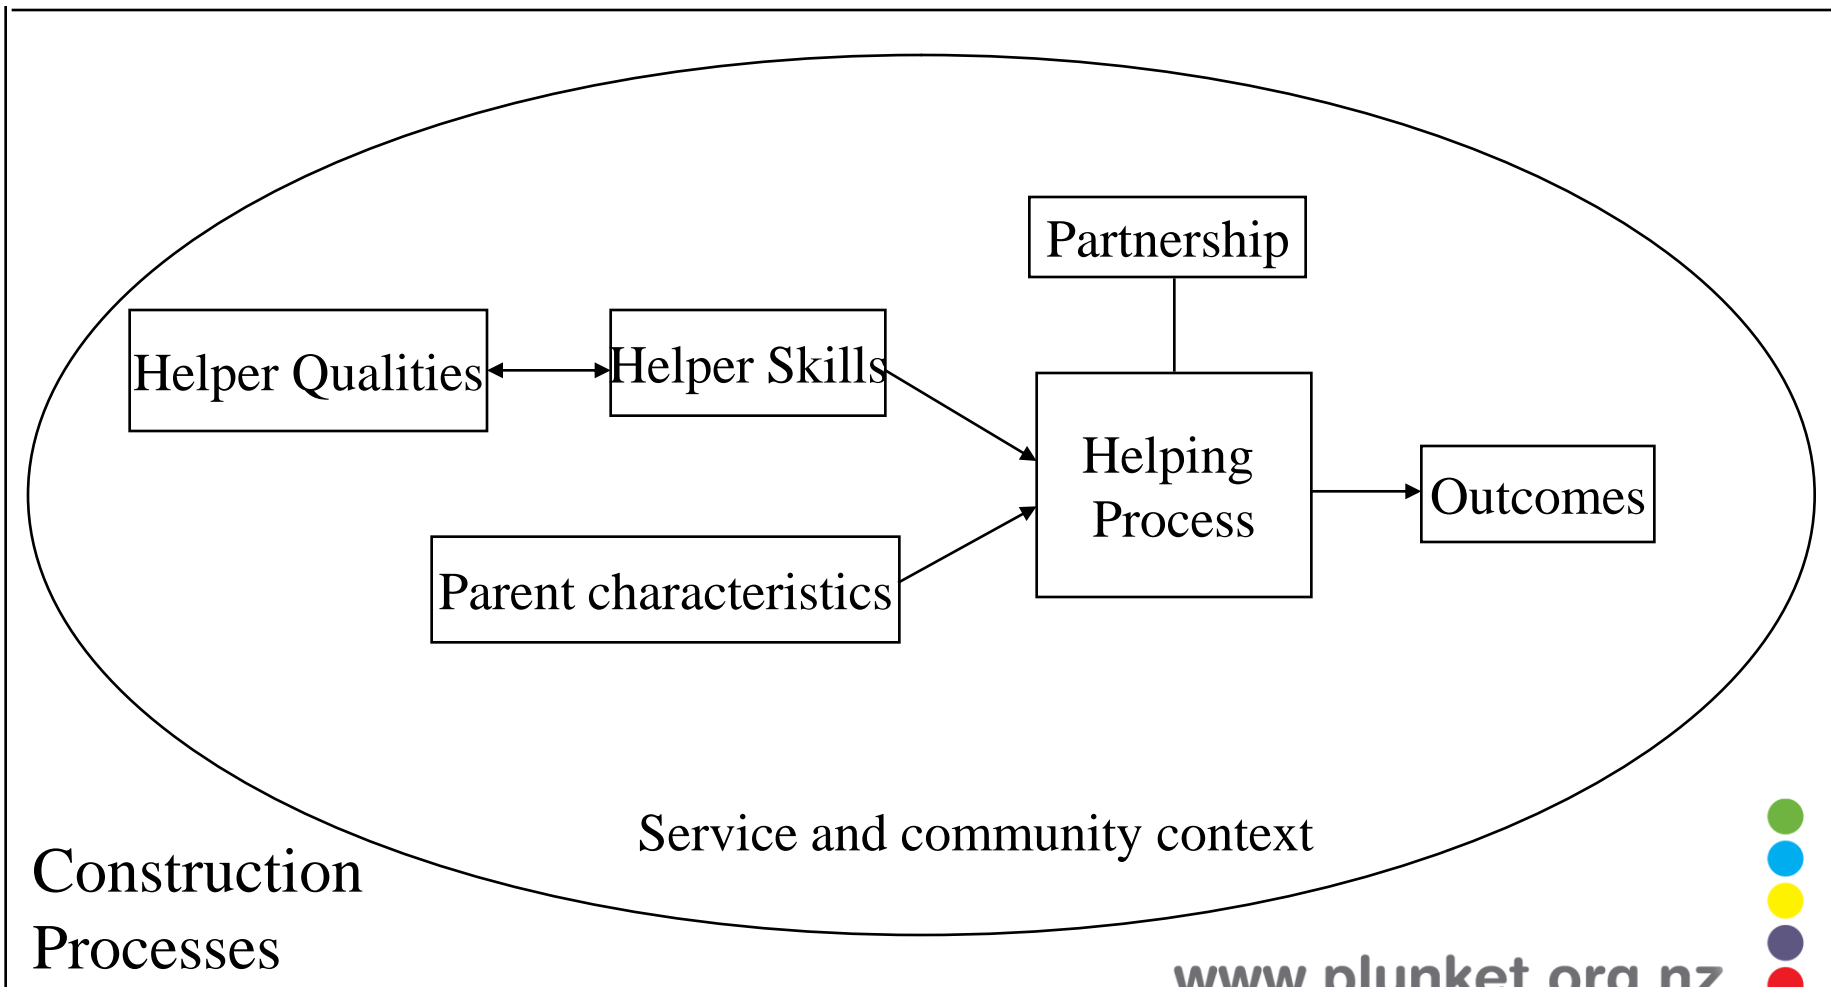 Partnership
Helper Qualities
Helper Skills
Helping
Process
Outcomes
Parent characteristics
Service and community context
Construction
Processes
www.plunket.org.nz